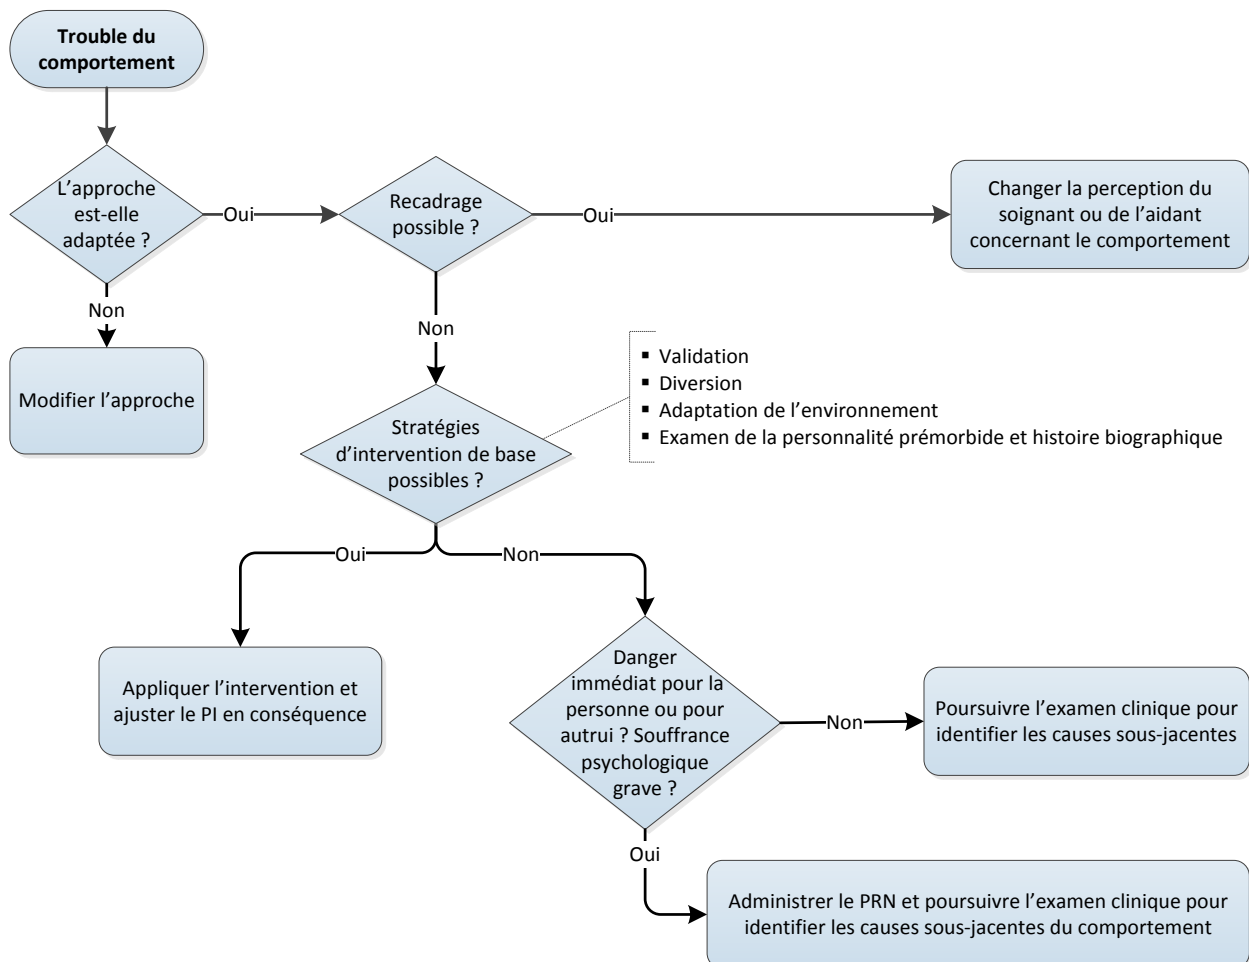 Trouble du
comportement
L’approche
est-elle
adaptée ?
Oui
Recadrage
possible ?
Oui
Changer la perception du
soignant ou de l’aidant
concernant le comportement
Non
Modifier l’approche
Non
Stratégies
d’intervention de base
possibles ?
▪ Validation
▪ Diversion
▪ Adaptation de l’environnement
▪ Examen de la personnalité prémorbide et histoire biographique
Oui
Non
Appliquer l’intervention et
ajuster le PI en conséquence
Danger
immédiat pour la
personne ou pour
autrui ? Souffrance
psychologique
grave ?
Non
Poursuivre l’examen clinique pour
identifier les causes sous-jacentes
Oui
Administrer le PRN et poursuivre l’examen clinique pour
identifier les causes sous-jacentes du comportement